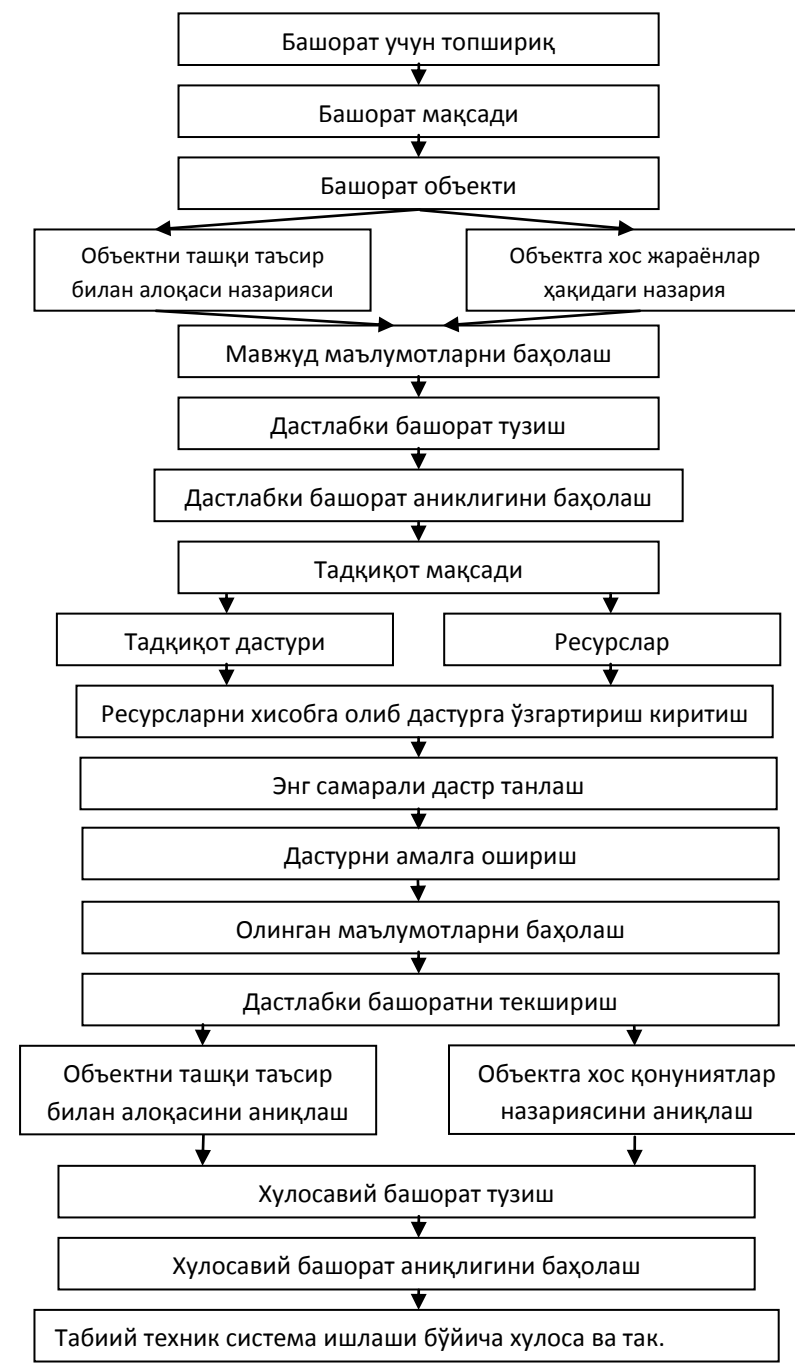 Башорат учун топшириқ
Башорат мақсади
Башорат объекти
Объектни ташқи таъсир
билан алоқаси назарияси
Объектга хос жараёнлар
ҳақидаги назария
Мавжуд маълумотларни баҳолаш
Дастлабки башорат тузиш
Дастлабки башорат аниклигини баҳолаш
Тадқиқот мақсади
Тадқиқот дастури
Ресурслар
Ресурсларни хисобга олиб дастурга ўзгартириш киритиш
Энг самарали дастр танлаш
Дастурни амалга ошириш
Олинган маълумотларни баҳолаш
Дастлабки башоратни текшириш
Объектни ташқи таъсир
билан алоқасини аниқлаш
Объектга хос қонуниятлар
назариясини аниқлаш
Хулосавий башорат тузиш
Хулосавий башорат аниқлигини баҳолаш
Табиий техник система ишлаши бўйича хулоса ва так.